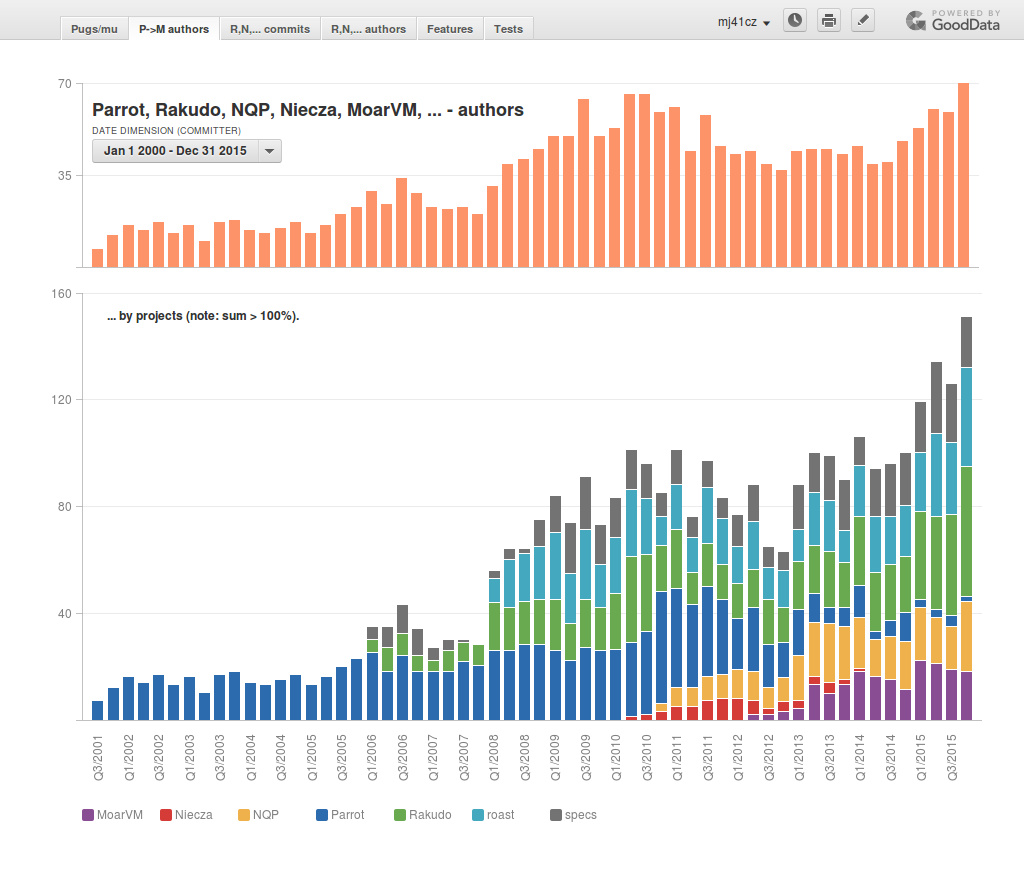 Pugs/mu P->M authors R,N,... commits R,N,... authors Features Tests mj41cz POWERED BY GoodData
70
Parrot, Rakudo, NQP, Niecza, MoarVM, ... - authors
DATE DIMENSION (COMMITTER)
Jan 1 2000 - Dec 31 2015
35
160
... by projects (note: sum > 100%).
120
80
40
Q3/2001 Q1/2002 Q3/2002 Q1/2003 Q3/2003 Q1/2004 Q3/2004 Q1/2005 Q3/2005 Q1/2006 Q3/2006 Q1/2007 Q3/2007 Q1/2008 Q3/2008 Q1/2009 Q3/2009 Q1/2010 Q3/2010 Q1/2011 Q3/2011 Q1/2012 Q3/2012 Q1/2013 Q3/2013 Q1/2014 Q3/2014 Q1/2015 Q3/2015
MoarVM Niecza NQP Parrot Rakudo roast specs